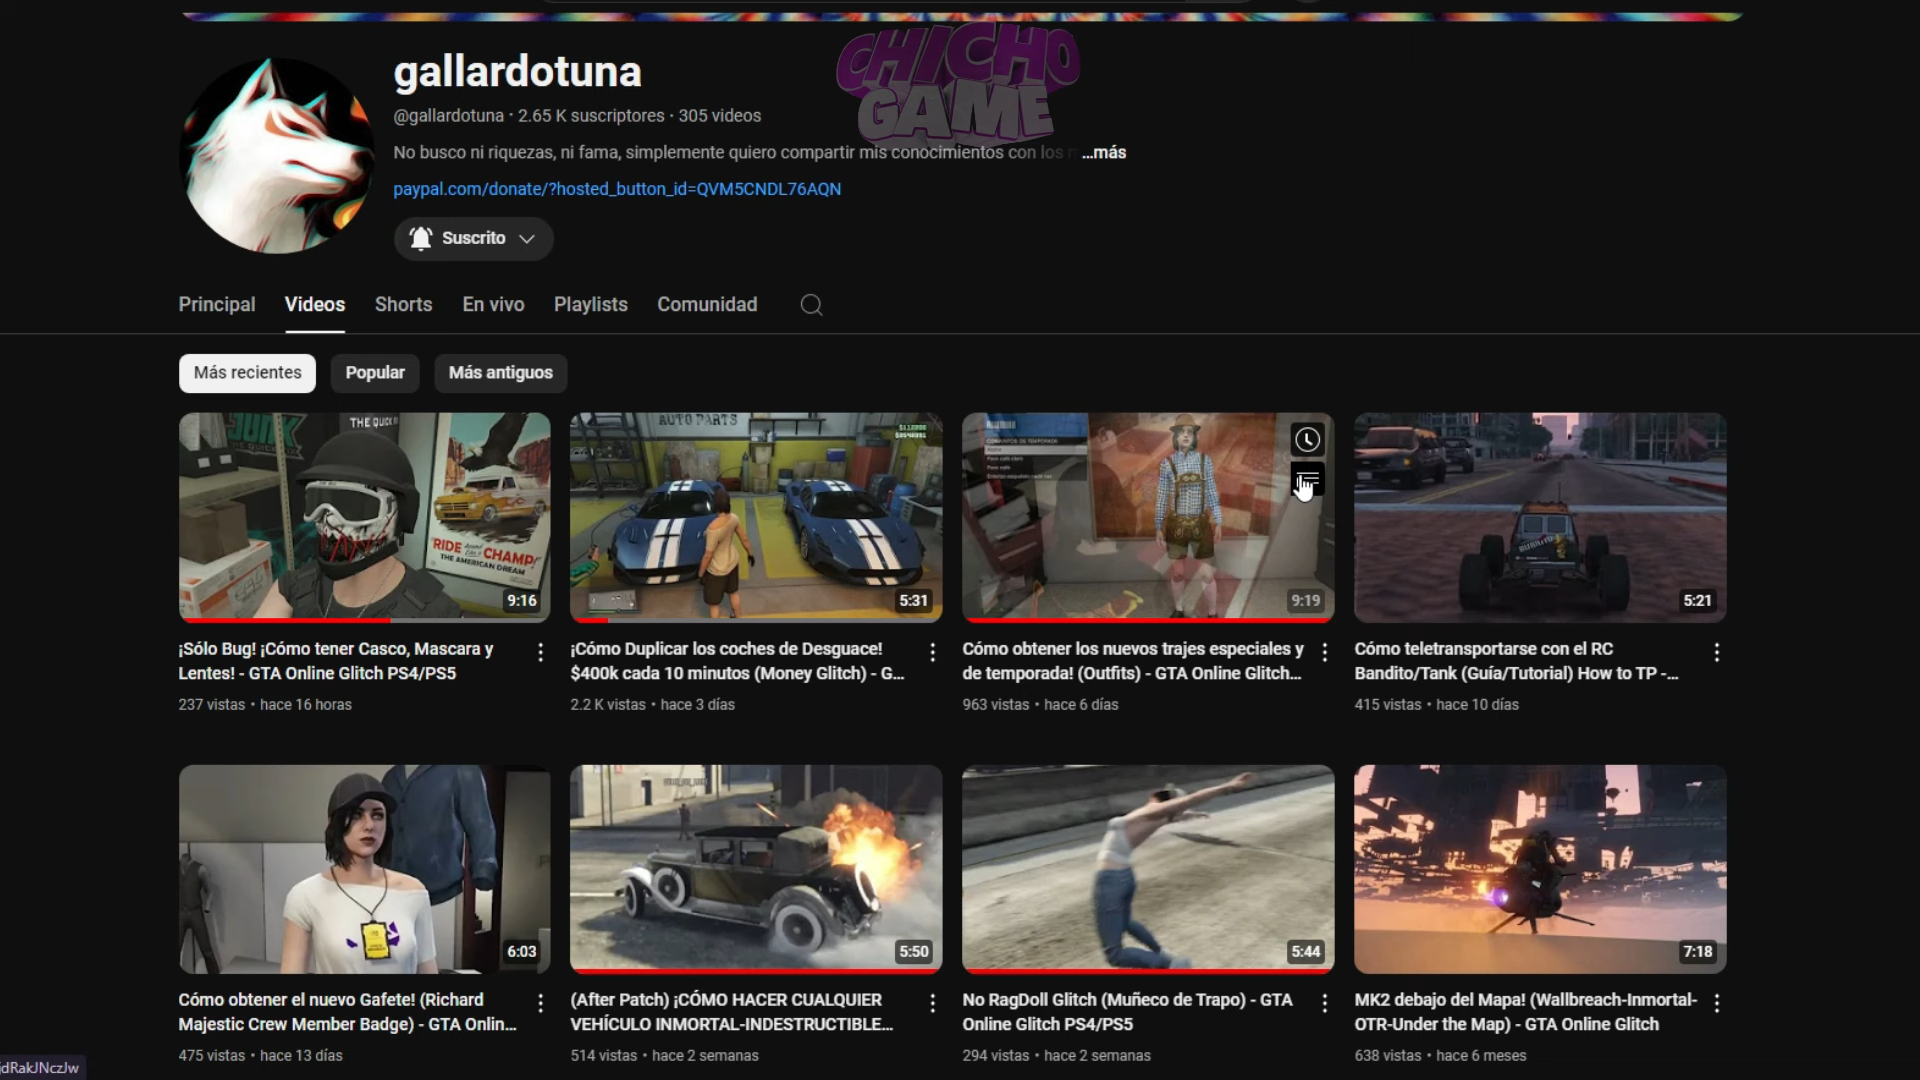 CHICHO
GAME
gallardotuna
@gallardotuna · 2.65 K suscriptores · 305 videos
No busco ni riquezas, ni fama, simplemente quiero compartir mis conocimientos con los ...más
paypal.com/donate/?hosted_button_id=QVM5CNDL76AQN
Suscrito
Principal Videos Shorts En vivo Playlists Comunidad
Más recientes Popular Más antiguos
THE QUICK
JUNK
RIDE CHAMP!
THE AMERICAN DREAM
9:16
AUTO PARTS
5:31
9:19
5:21
¡Sólo Bug! ¡Cómo tener Casco, Mascara y
Lentes! - GTA Online Glitch PS4/PS5
237 vistas • hace 16 horas
¡Cómo Duplicar los coches de Desguace!
$400k cada 10 minutos (Money Glitch) - G...
2.2 K vistas • hace 3 días
Cómo obtener los nuevos trajes especiales y
de temporada! (Outfits) - GTA Online Glitch...
963 vistas • hace 6 días
Cómo teletransportarse con el RC
Bandito/Tank (Guía/Tutorial) How to TP -...
415 vistas • hace 10 días
6:03
5:50
5:44
7:18
Cómo obtener el nuevo Gafete! (Richard
Majestic Crew Member Badge) - GTA Onlin...
475 vistas • hace 13 días
(After Patch) ¡CÓMO HACER CUALQUIER
VEHÍCULO INMORTAL-INDESTRUCTIBLE...
514 vistas • hace 2 semanas
No RagDoll Glitch (Muñeco de Trapo) - GTA
Online Glitch PS4/PS5
294 vistas • hace 2 semanas
MK2 debajo del Mapa! (Wallbreach-Inmortal-
OTR-Under the Map) - GTA Online Glitch
638 vistas • hace 6 meses
dRakJNczJw